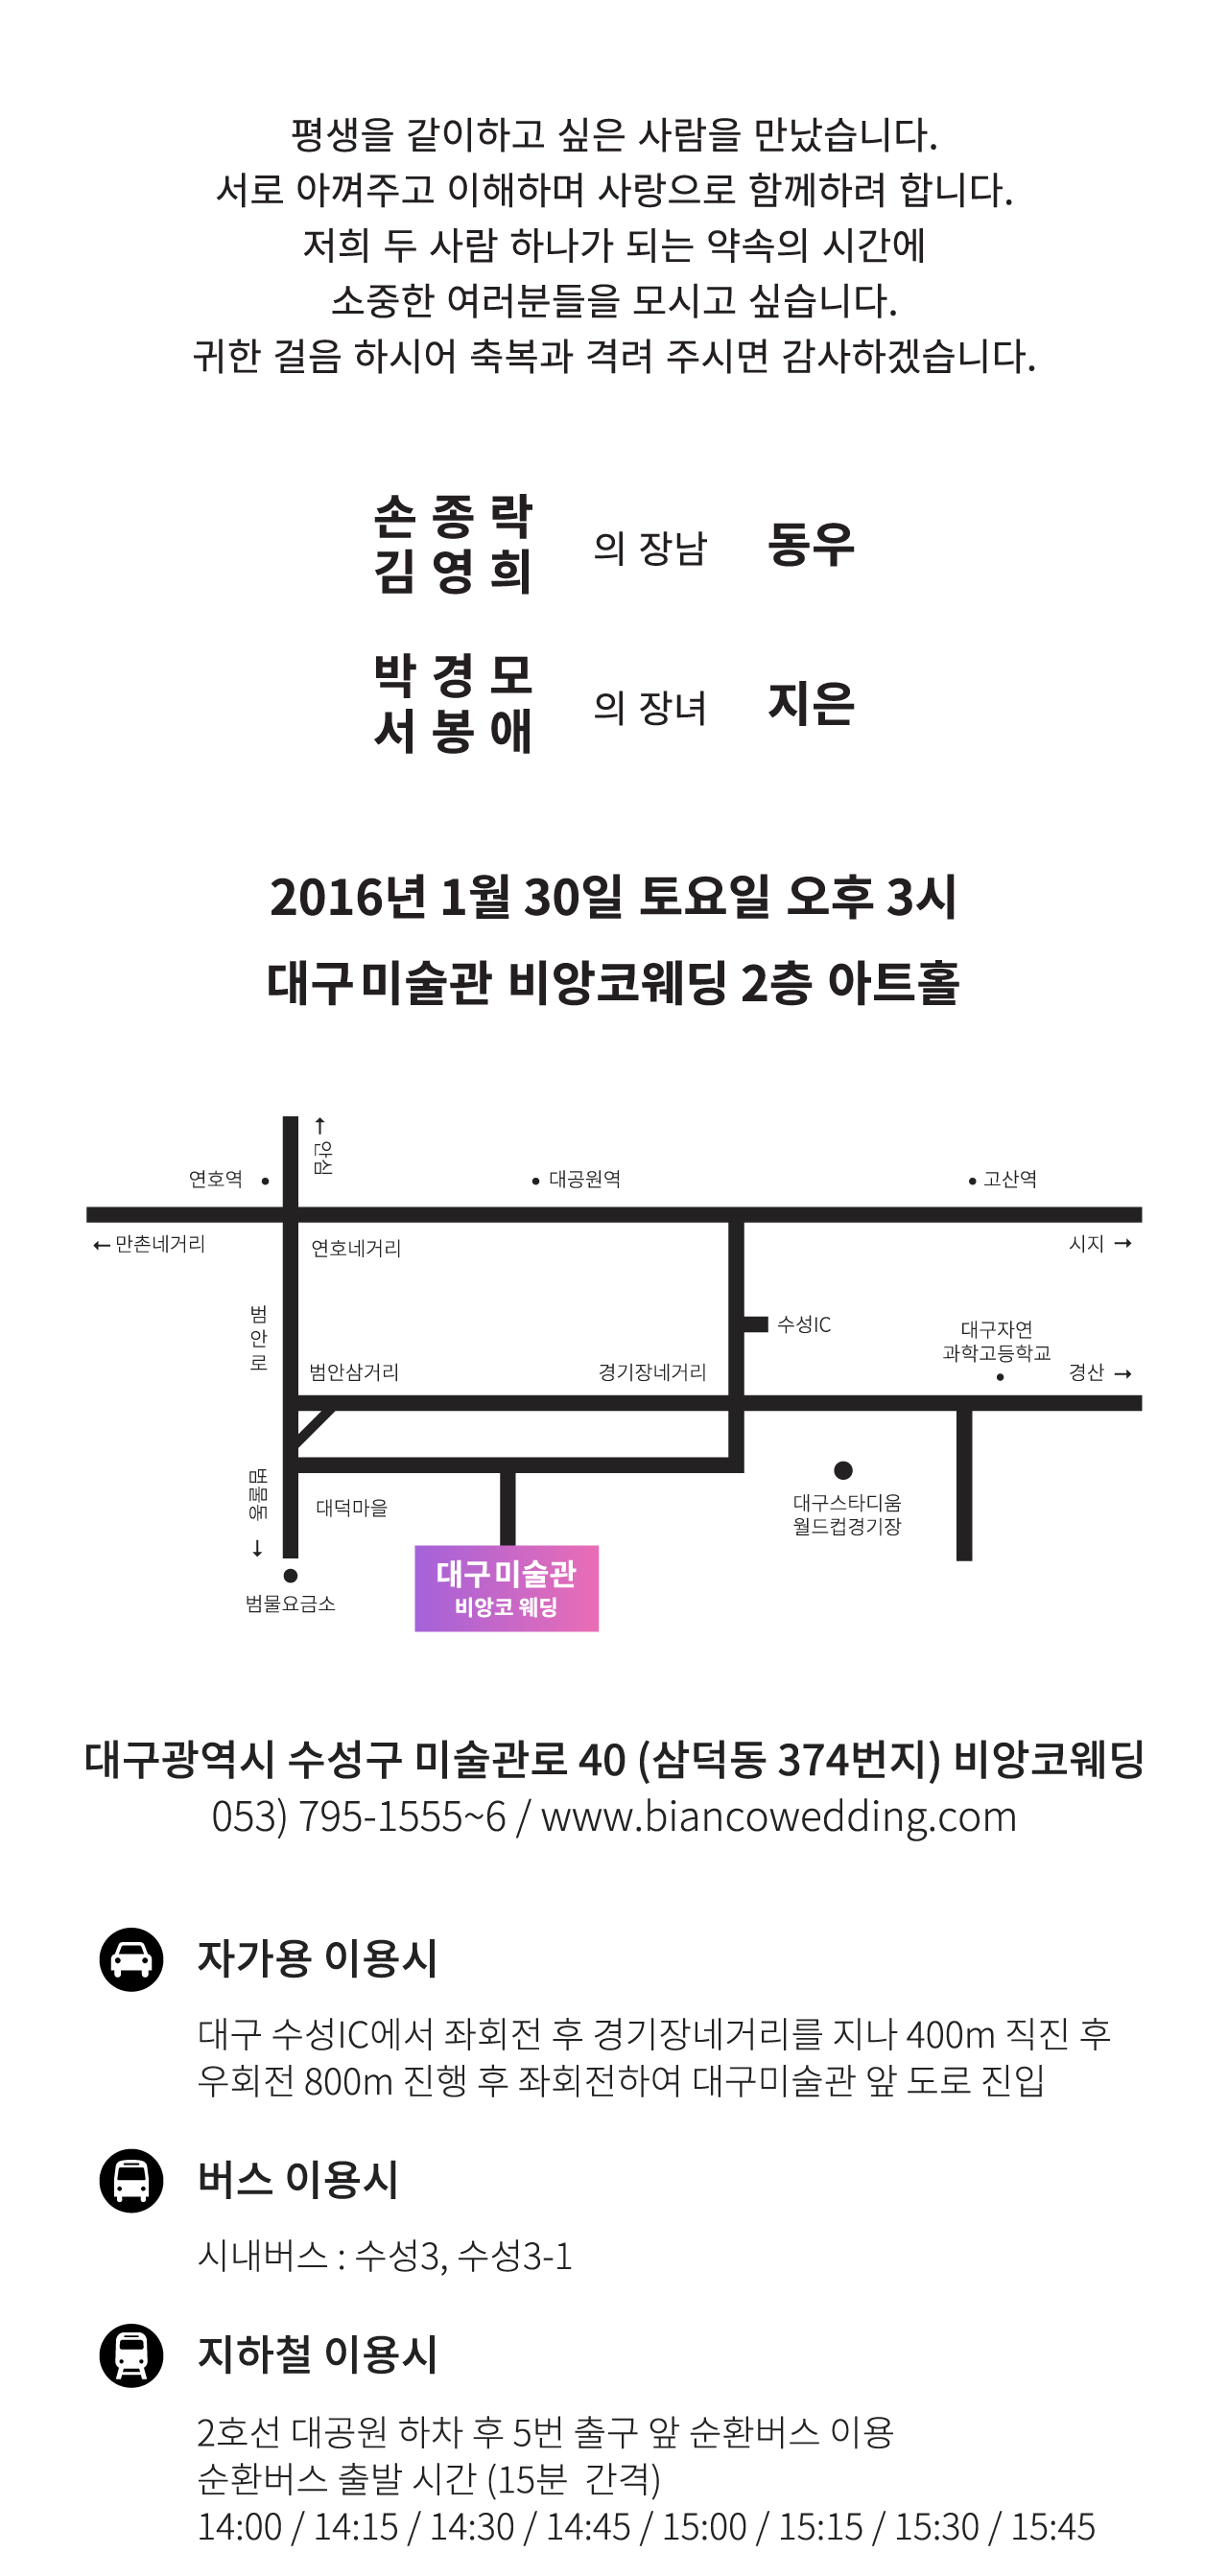 평생을 같이하고 싶은 사람을 만났습니다.
서로 아껴주고 이해하며 사랑으로 함께하려 합니다.
저희 두 사람 하나가 되는 약속의 시간에
소중한 여러분들을 모시고 싶습니다.
귀한 걸음 하시어 축복과 격려 주시면 감사하겠습니다.
손 종 락
김 영 희
의 장남 동우
박 경 모
서 봉 애
의 장녀 지은
2016년 1월 30일 토요일 오후 3시
대구미술관 비앙코웨딩 2층 아트홀
← 안심
연호역
대공원역
고산역
← 만촌네거리
연호네거리
시지 →
범안로
수성IC
대구자연
과학고등학교
범안삼거리
경기장네거리
경산 →
범물동 →
대덕마을
대구스타디움
월드컵경기장
대구미술관
비앙코 웨딩
범물요금소
대구광역시 수성구 미술관로 40 (삼덕동 374번지) 비앙코웨딩
053) 795-1555~6 / www.biancowedding.com
자가용 이용시
대구 수성IC에서 좌회전 후 경기장네거리를 지나 400m 직진 후
우회전 800m 진행 후 좌회전하여 대구미술관 앞 도로 진입
버스 이용시
시내버스 : 수성3, 수성3-1
지하철 이용시
2호선 대공원 하차 후 5번 출구 앞 순환버스 이용
순환버스 출발 시간 (15분 간격)
14:00 / 14:15 / 14:30 / 14:45 / 15:00 / 15:15 / 15:30 / 15:45